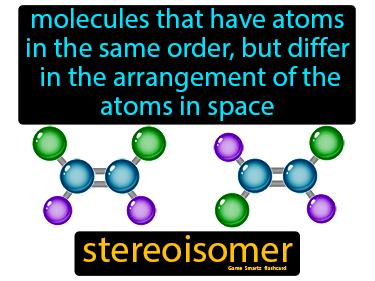 molecules that have atoms
in the same order, but differ
in the arrangement of the
atoms in space
stereoisomer
Game Smartz flashcard